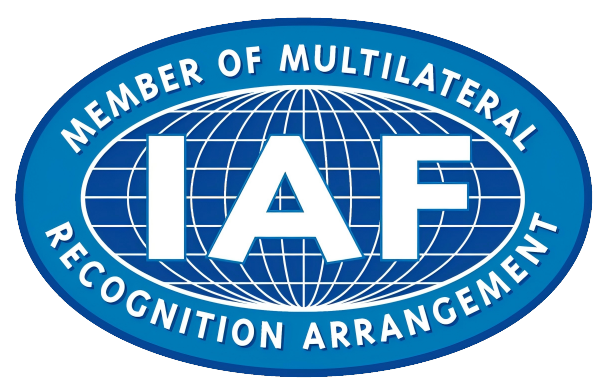 MEMBER OF MULTILATERAL
IAF
RECOGNITION ARRANGEMENT